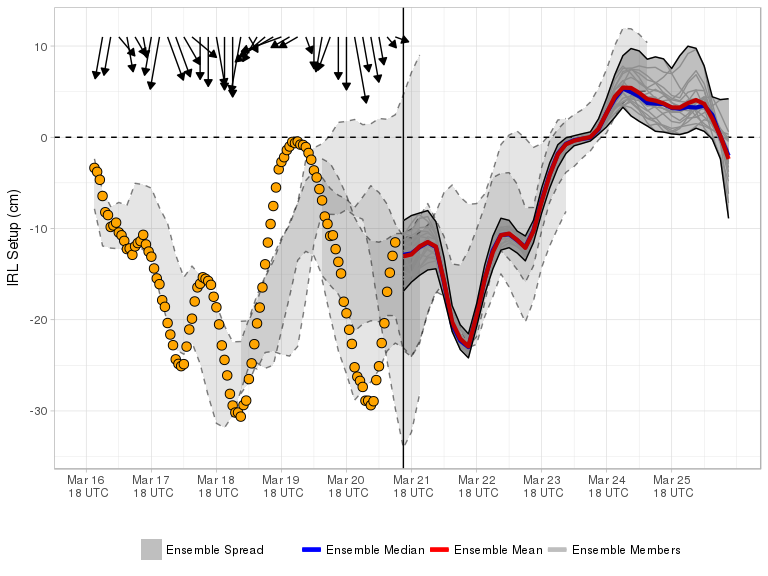 10
0
-10
-20
-30
IRL Setup (cm)
Mar 16 Mar 17 Mar 18 Mar 19 Mar 20 Mar 21 Mar 22 Mar 23 Mar 24 Mar 25
18 UTC 18 UTC 18 UTC 18 UTC 18 UTC 18 UTC 18 UTC 18 UTC 18 UTC 18 UTC
Ensemble Spread Ensemble Median Ensemble Mean Ensemble Members